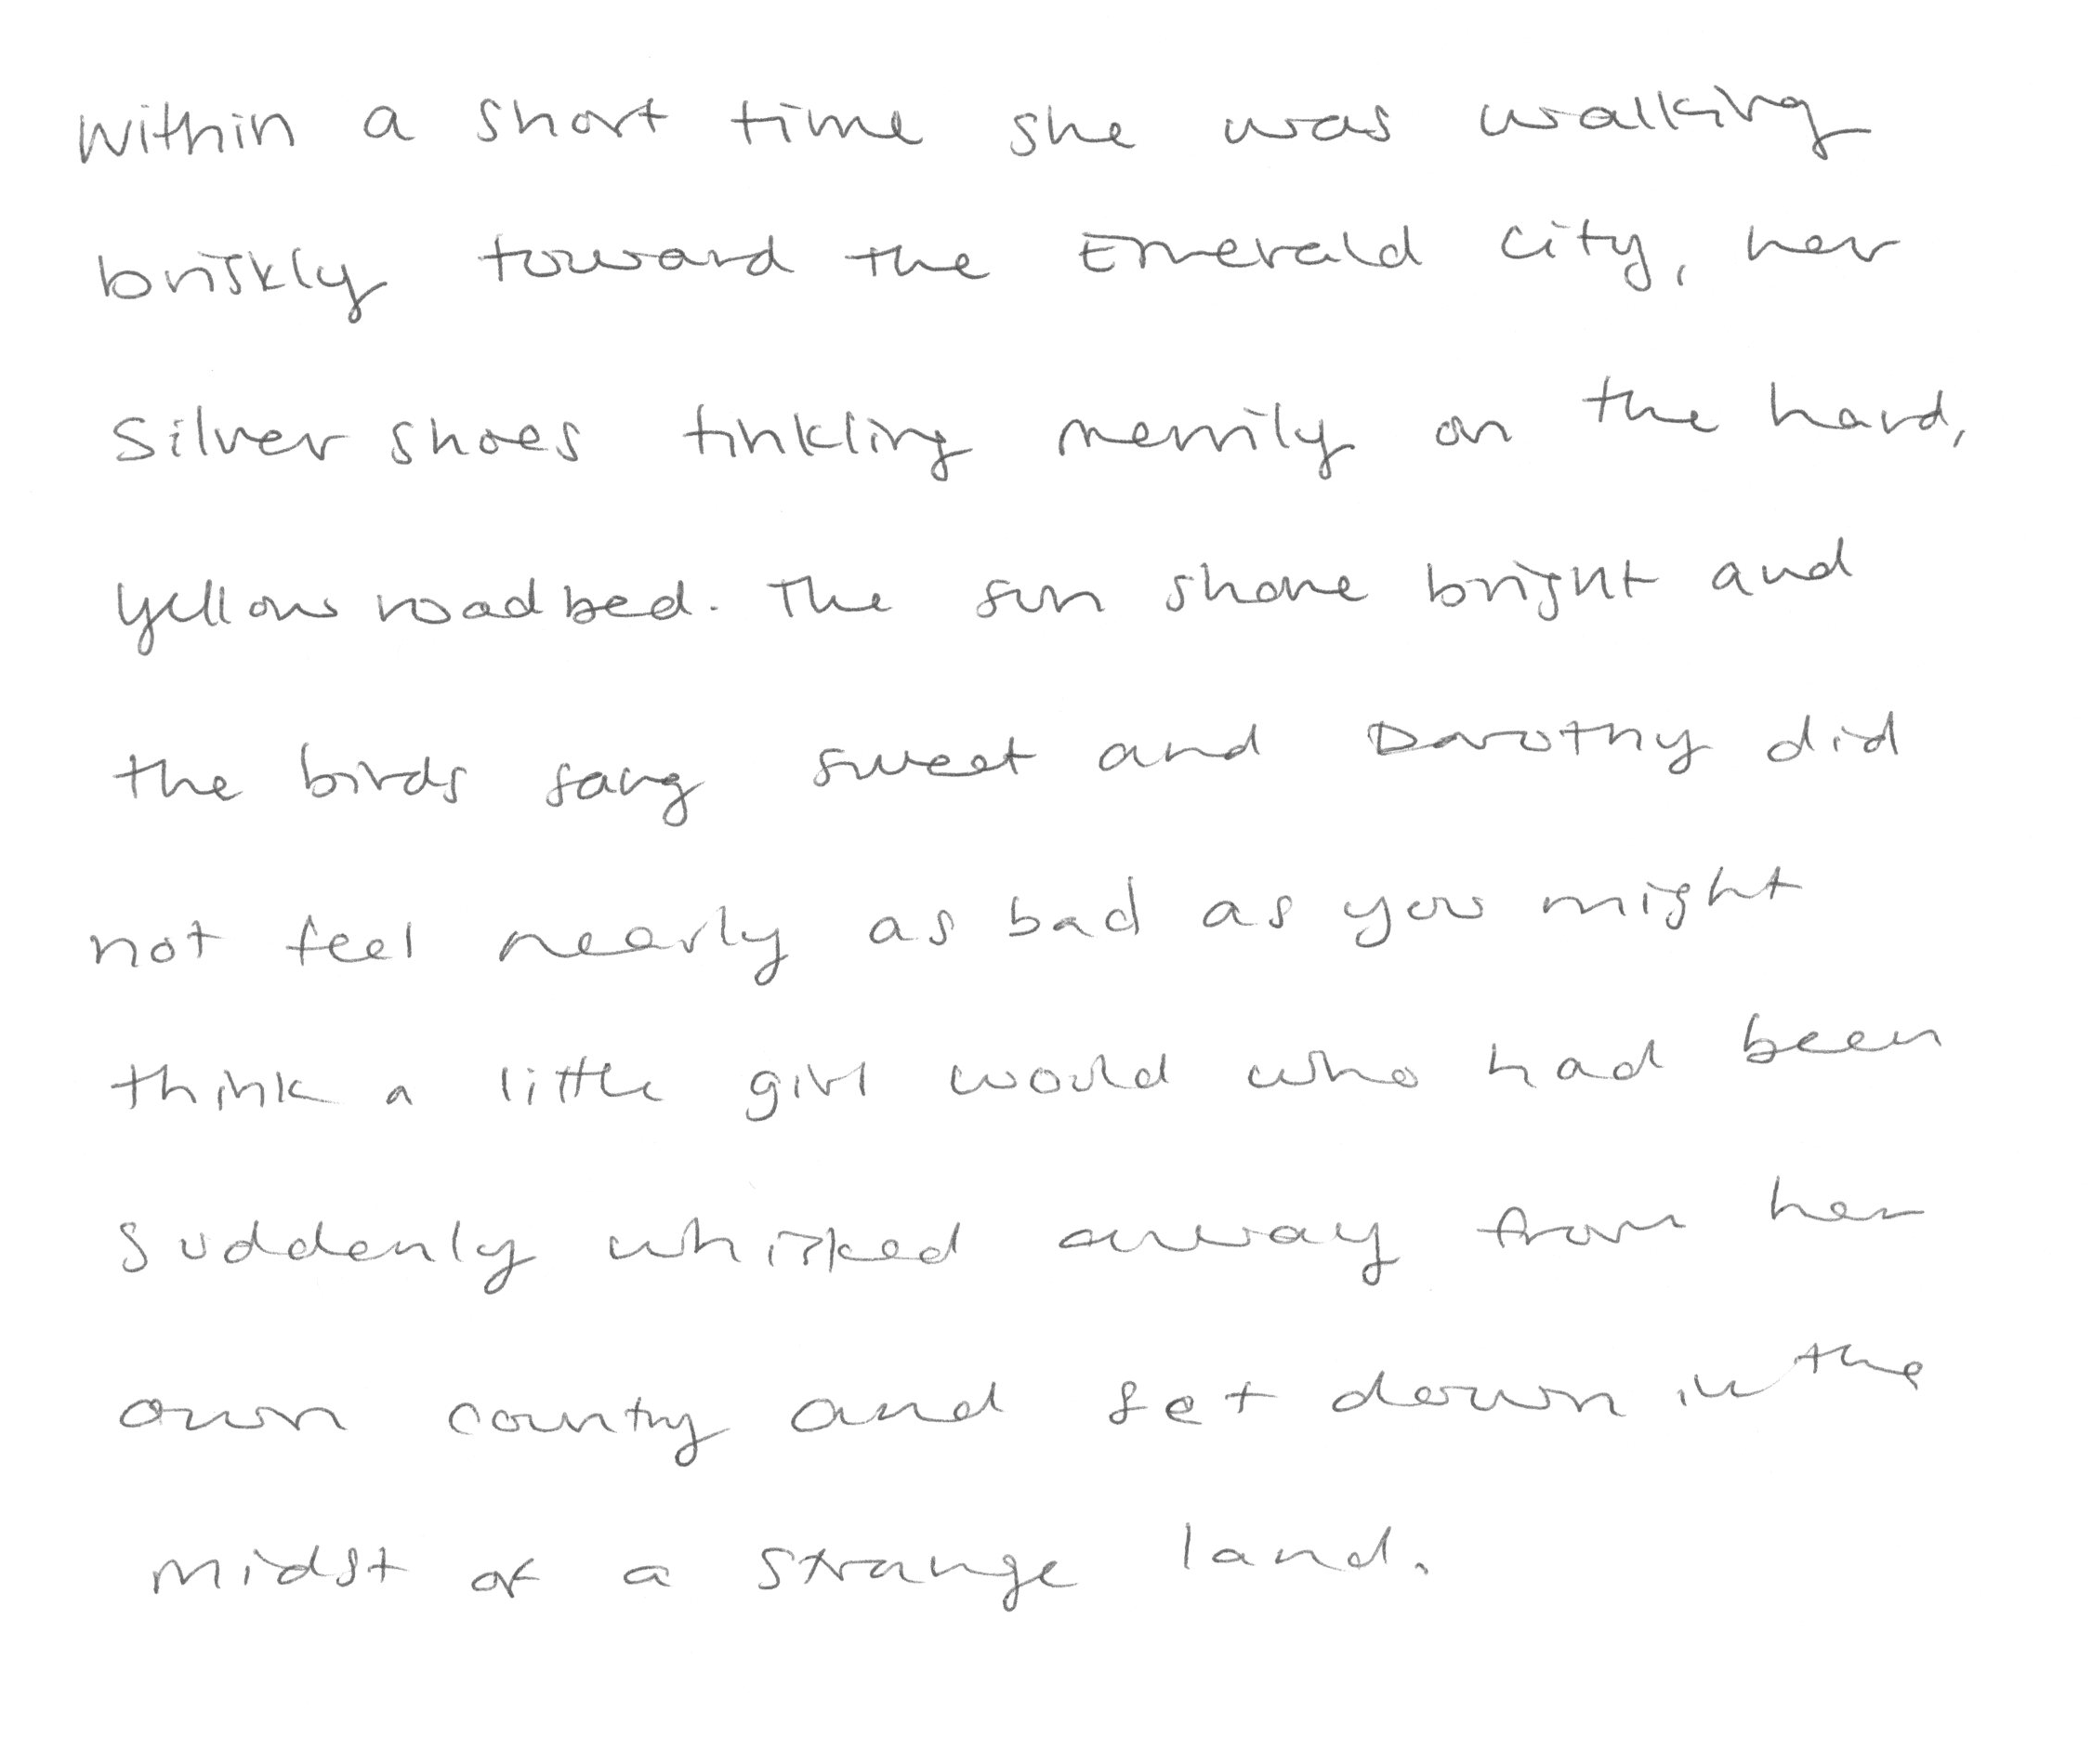 Within a short time she was walking
briskly toward the Emerald City, her
Silver shoes tinkling merrily on the hard,
yellow roadbed. The sun shone bright and
the birds sang sweet and Dorothy did
not feel nearly as bad as you might
think a little girl would who had been
suddenly whisked away from her
own country and set down in the
midst of a strange land.